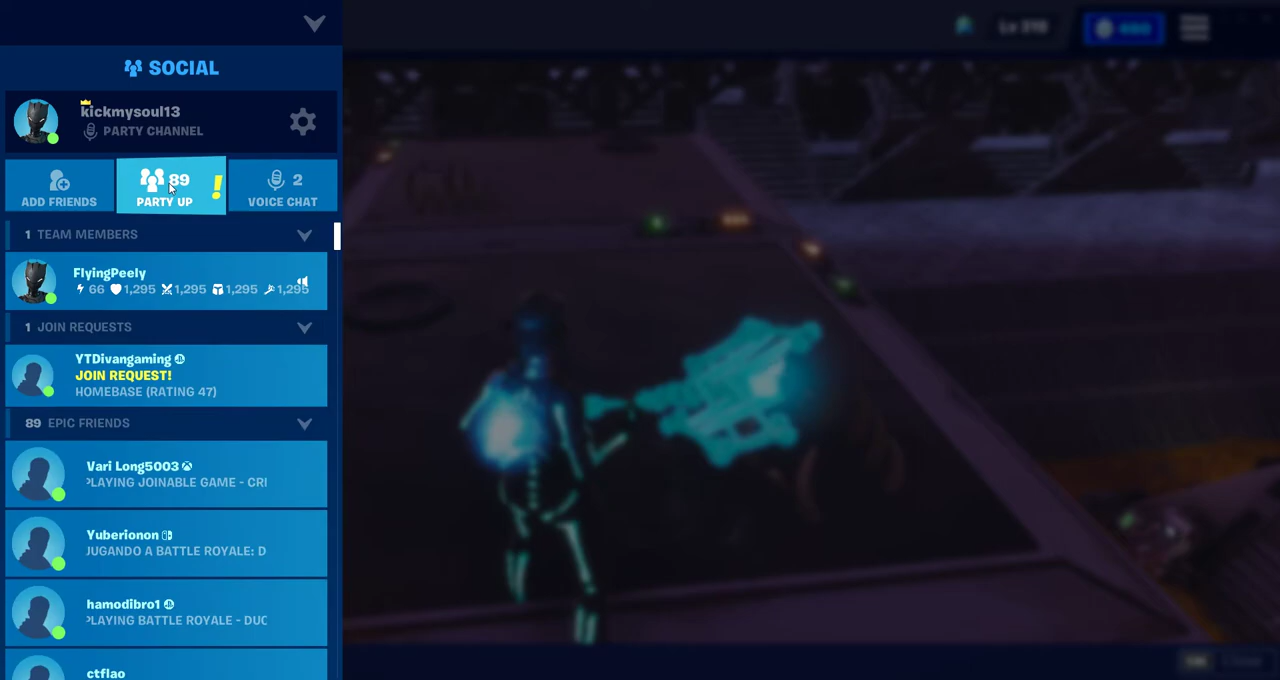 SOCIAL
kickmysoul13
PARTY CHANNEL
ADD FRIENDS
89
PARTY UP
!
2
VOICE CHAT
1 TEAM MEMBERS
FlyingPeely
66 1,295 1,295 1,295 1,295
1 JOIN REQUESTS
YTDivangaming
JOIN REQUEST!
HOMEBASE (RATING 47)
89 EPIC FRIENDS
Vari Long5003
PLAYING JOINABLE GAME - CRI
Yuberionon
JUGANDO A BATTLE ROYALE: D
hamodibro1
PLAYING BATTLE ROYALE - DUO
ctflao